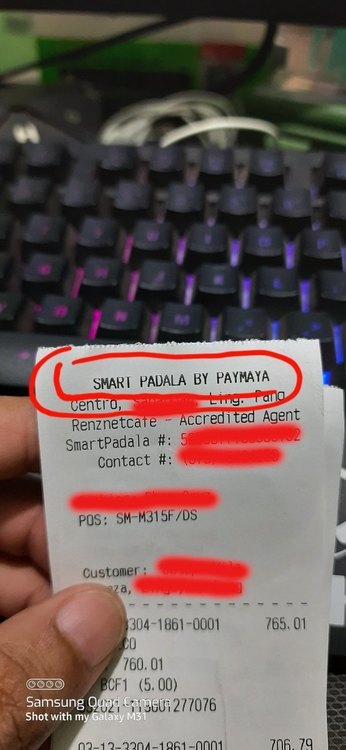 SMART PADALA BY PAYMAYA
Centro, Ling. Pang
Renznetcafe - Accredited Agent
SmartPadala #:
Contact #:
POS: SM-M315F/DS
Customer:
3304-1861-0001 765.01
760.01
BCF1 (5.00)
03-13-3304-1861-0001 706.79
Samsung Quad Camera
Shot with my Galaxy M31